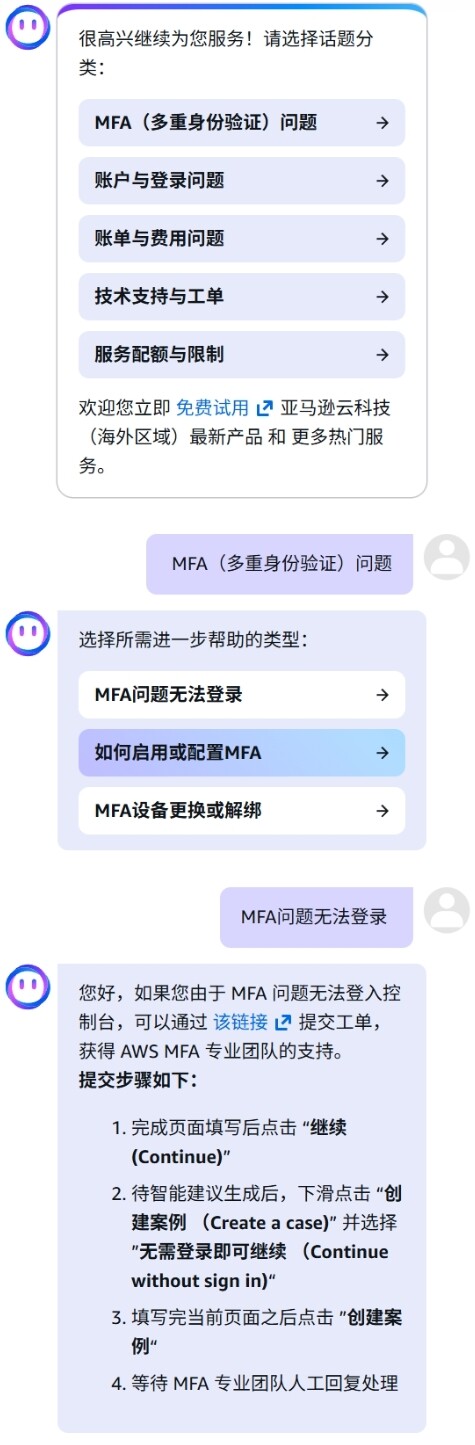 很高兴继续为您服务！请选择话题分
类：
MFA（多重身份验证）问题
账户与登录问题
账单与费用问题
技术支持与工单
服务配额与限制
欢迎您立即 免费试用 亚马逊云科技
（海外区域）最新产品 和 更多热门服
务。
MFA（多重身份验证）问题
选择所需进一步帮助的类型：
MFA问题无法登录
如何启用或配置MFA
MFA设备更换或解绑
MFA问题无法登录
您好，如果您由于 MFA 问题无法登入控
制台，可以通过 该链接 提交工单，
获得 AWS MFA 专业团队的支持。
提交步骤如下：
1. 完成页面填写后点击 “继续
(Continue)”
2. 待智能建议生成后，下滑点击 “创
建案例 （Create a case)” 并选择
”无需登录即可继续 （Continue
without sign in)“
3. 填写完当前页面之后点击 ”创建案
例“
4. 等待 MFA 专业团队人工回复处理